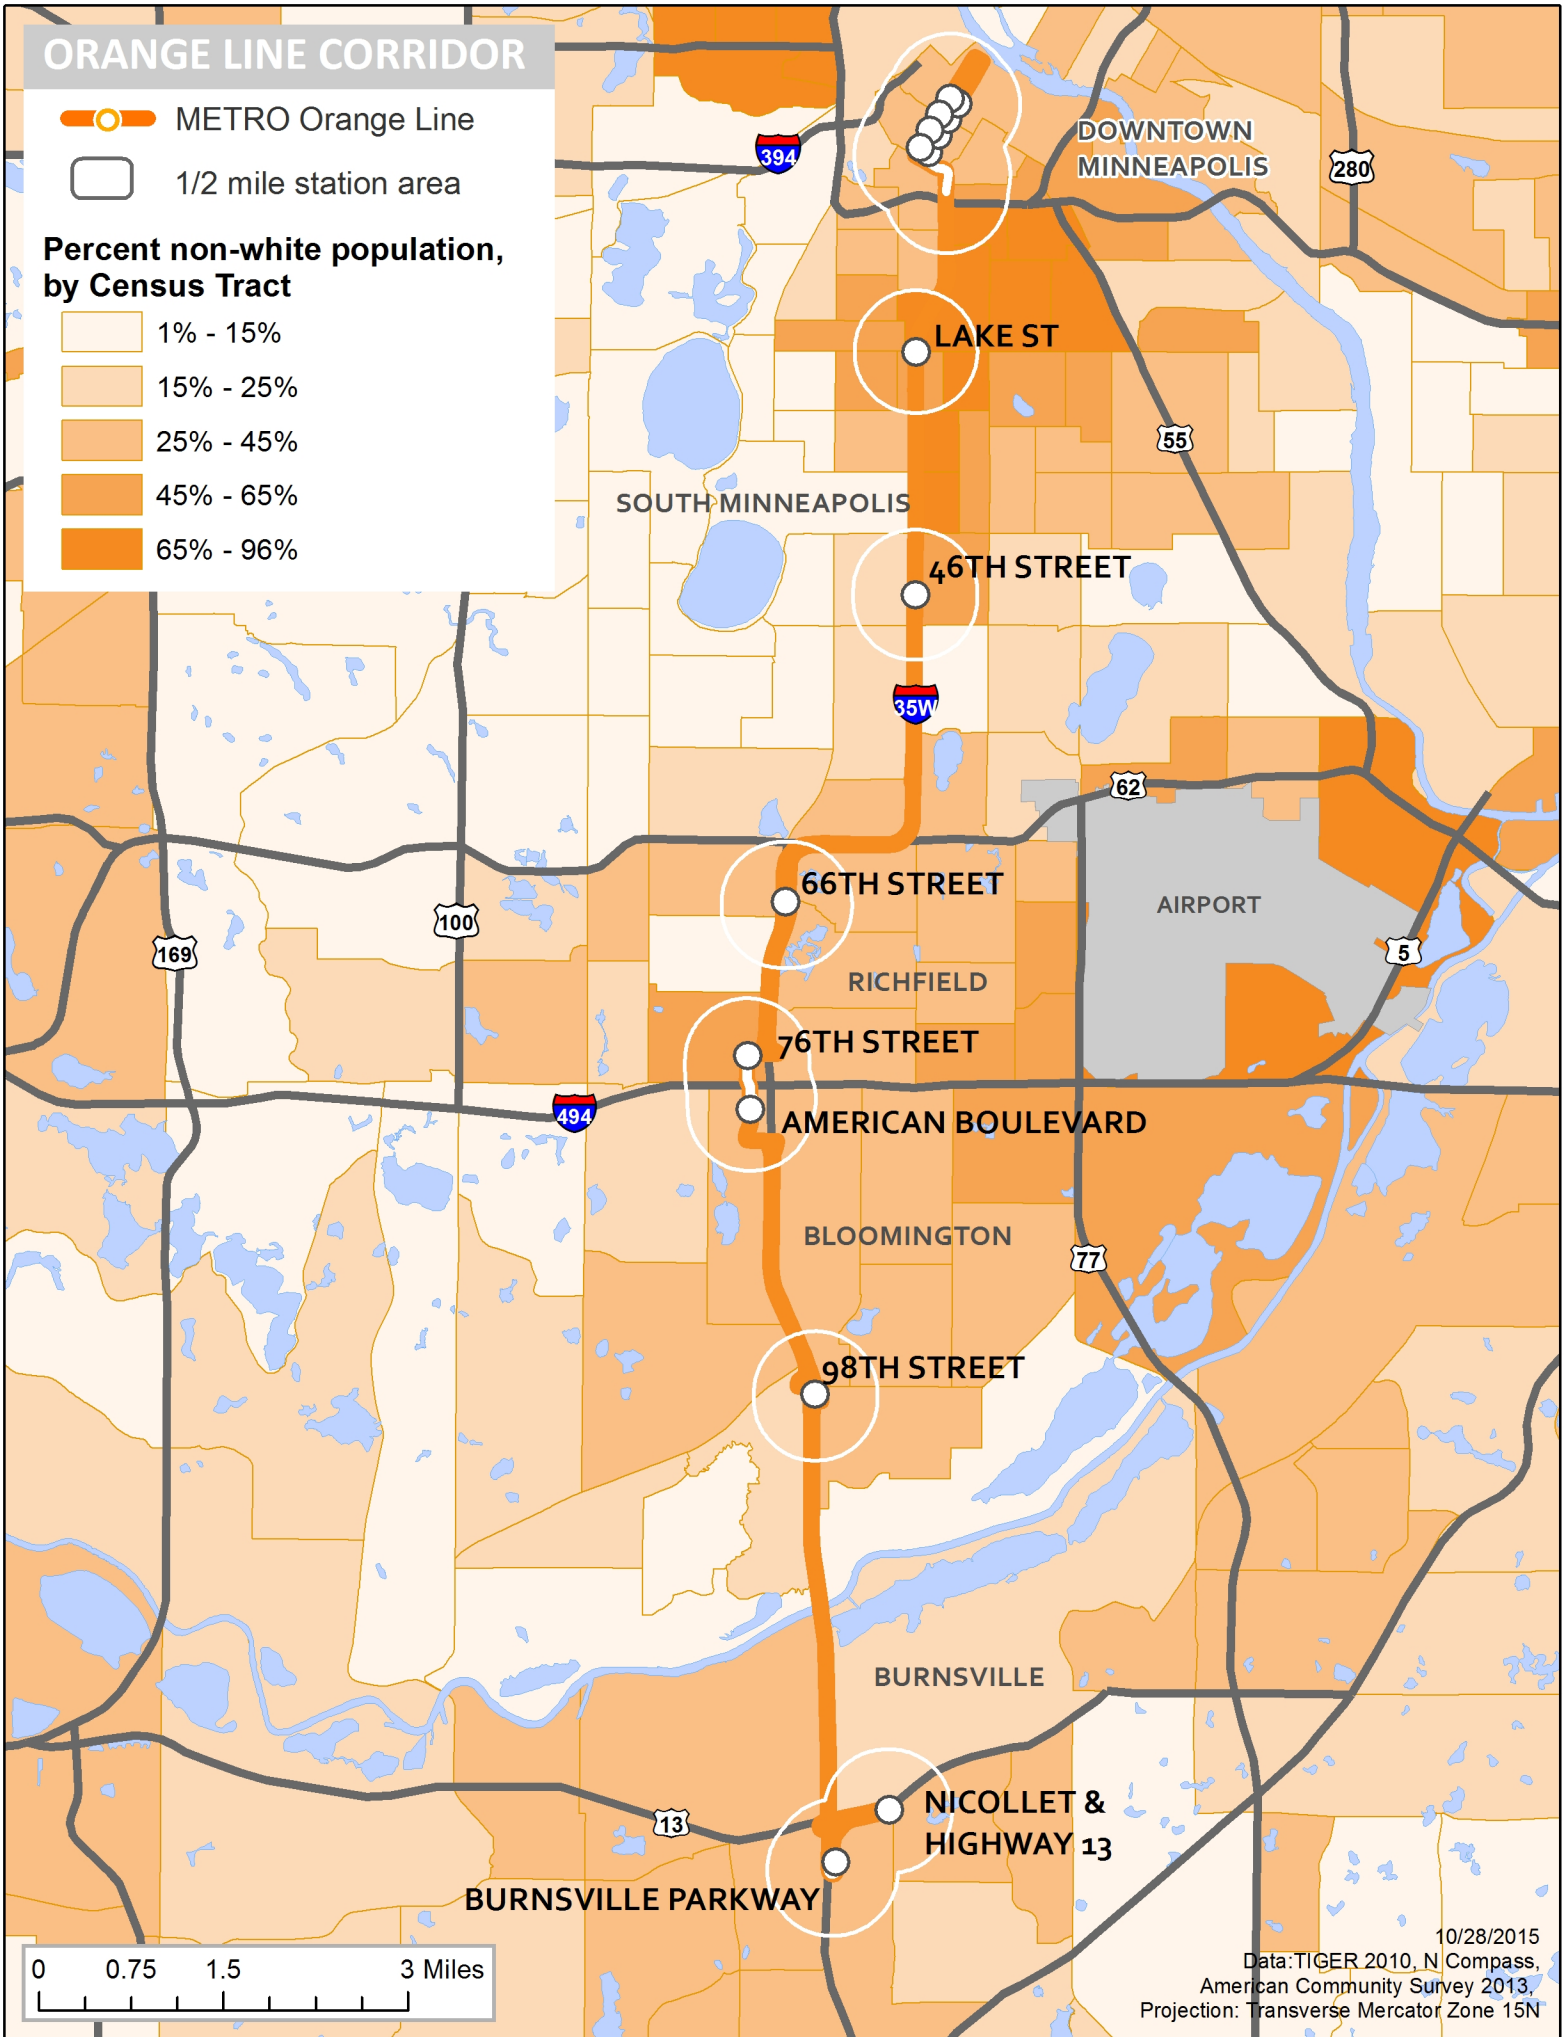 ORANGE LINE CORRIDOR
METRO Orange Line
1/2 mile station area
Percent non-white population,
by Census Tract
1% - 15%
15% - 25%
25% - 45%
45% - 65%
65% - 96%
394
DOWNTOWN
MINNEAPOLIS
280
LAKE ST
55
SOUTH MINNEAPOLIS
46TH STREET
35W
62
66TH STREET
AIRPORT
100
169
5
RICHFIELD
76TH STREET
494
AMERICAN BOULEVARD
BLOOMINGTON
77
98TH STREET
BURNSVILLE
NICOLLET &
HIGHWAY 13
13
BURNSVILLE PARKWAY
0 0.75 1.5 3 Miles
10/28/2015
Data:TIGER 2010, N Compass,
American Community Survey 2013,
Projection: Transverse Mercator Zone 15N